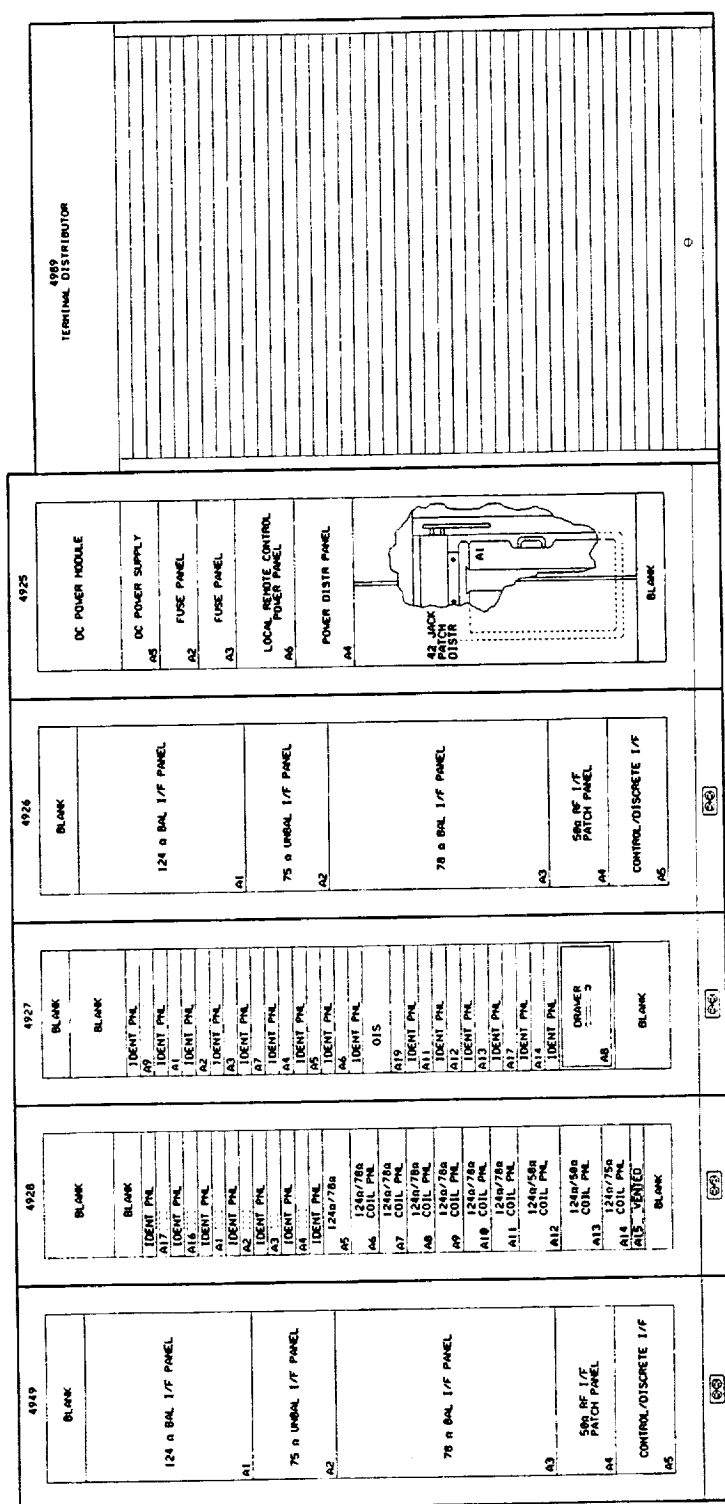 4949
BLANK
124 Ω BAL I/F PANEL
A1
75 Ω UNBAL I/F PANEL
A2
78 Ω BAL I/F PANEL
A3
50Ω RF I/F
PATCH PANEL
A4
CONTROL/DISCRETE I/F
A5
4928
BLANK
BLANK
IDENT PNL
A17
IDENT PNL
A16
IDENT PNL
A1
IDENT PNL
A2
IDENT PNL
A3
IDENT PNL
A4
IDENT PNL
124Ω/78Ω
A5
124Ω/78Ω
COIL PNL
A6
124Ω/78Ω
COIL PNL
A7
124Ω/78Ω
COIL PNL
A8
124Ω/78Ω
COIL PNL
A9
124Ω/78Ω
COIL PNL
A10
124Ω/78Ω
COIL PNL
A11
124Ω/50Ω
COIL PNL
A12
124Ω/50Ω
COIL PNL
A13
124Ω/75Ω
COIL PNL
A14
A15 VENTED
BLANK
4927
BLANK
BLANK
IDENT PNL
A9
IDENT PNL
A1
IDENT PNL
A2
IDENT PNL
A3
IDENT PNL
A7
IDENT PNL
A4
IDENT PNL
A5
IDENT PNL
A6
IDENT PNL
OIS
A19
IDENT PNL
A11
IDENT PNL
A12
IDENT PNL
A13
IDENT PNL
A17
IDENT PNL
A14
IDENT PNL
DRAWER
A8
BLANK
4926
BLANK
124 Ω BAL I/F PANEL
A1
75 Ω UNBAL I/F PANEL
A2
78 Ω BAL I/F PANEL
A3
50Ω RF I/F
PATCH PANEL
A4
CONTROL/DISCRETE I/F
A5
4925
DC POWER MODULE
DC POWER SUPPLY
A5
FUSE PANEL
A2
FUSE PANEL
A3
LOCAL REMOTE CONTROL
POWER PANEL
A6
POWER DISTR PANEL
A4
42 JACK
PATCH
DISTR
A1
BLANK
4989
TERMINAL DISTRIBUTOR